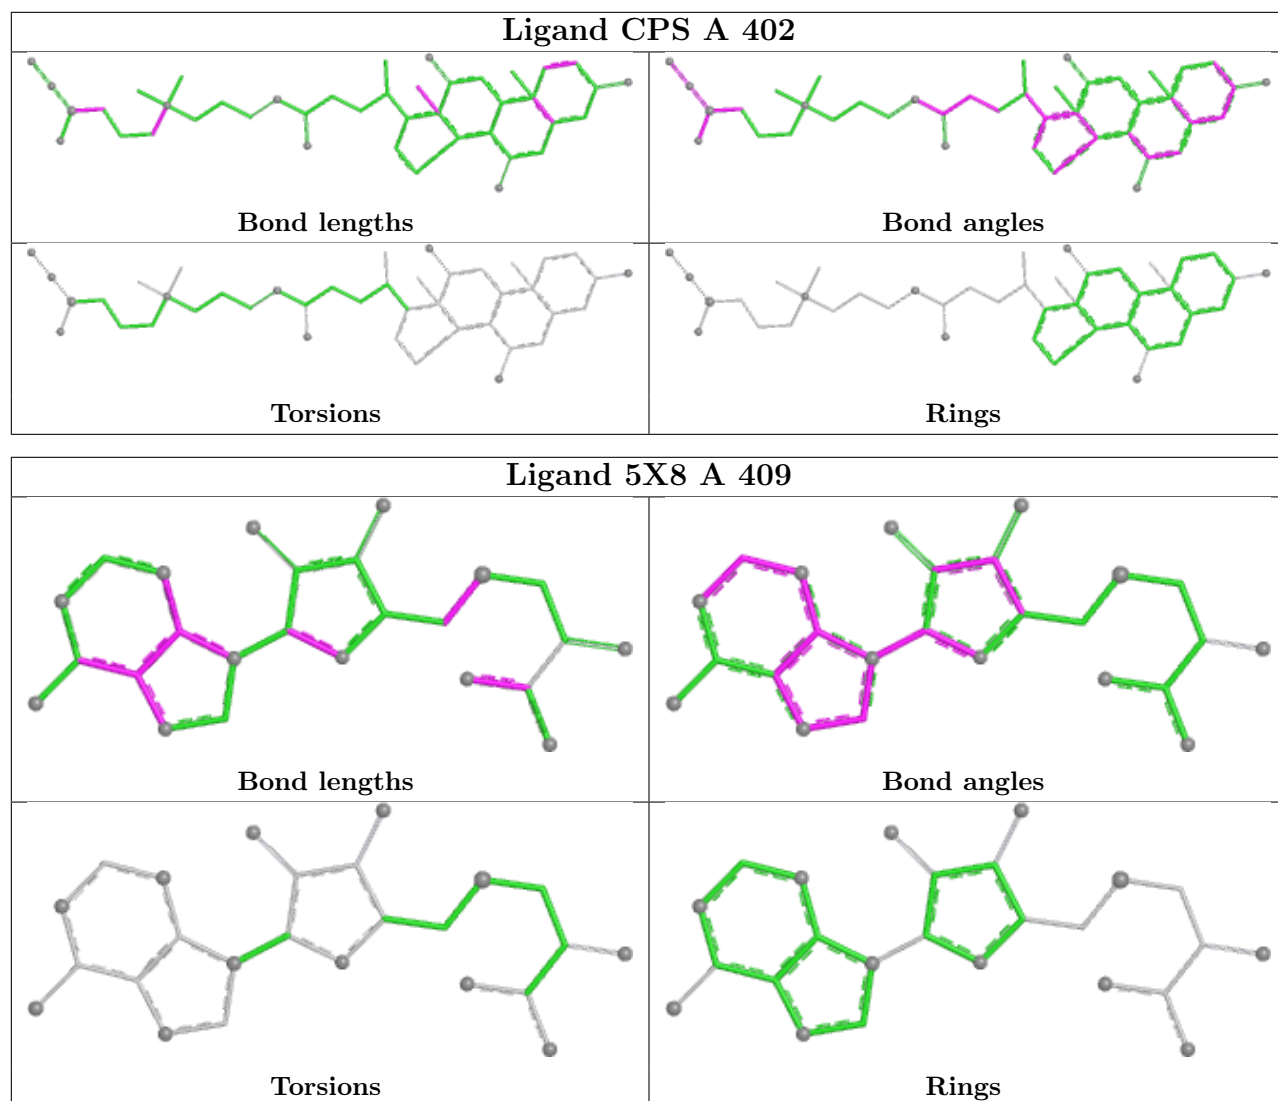 Ligand CPS A 402
Bond lengths
Bond angles
Torsions
Rings
Ligand 5X8 A 409
Bond lengths
Bond angles
Torsions
Rings